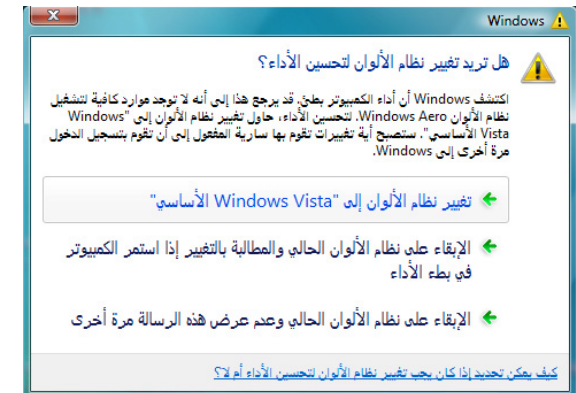 Windows
هل تريد تغيير نظام الألوان لتحسين الأداء؟
اكتشف Windows أن أداء الكمبيوتر بطئ. قد يرجع هذا إلى أنه لا توجد موارد كافية لتشغيل
نظام الألوان Windows Aero. لتحسين الأداء، حاول تغيير نظام الألوان إلى "Windows
Vista الأساسي". ستصبح أية تغييرات تقوم بها سارية المفعول إلى أن تقوم بتسجيل الدخول
مرة أخرى إلى Windows.
تغيير نظام الألوان إلى "Windows Vista الأساسي"
الإبقاء على نظام الألوان الحالي والمطالبة بالتغيير إذا استمر الكمبيوتر
في بطء الأداء
الإبقاء على نظام الألوان الحالي وعدم عرض هذه الرسالة مرة أخرى
كيف يمكن تحديد إذا كان يجب تغيير نظام الألوان لتحسين الأداء أم لا؟